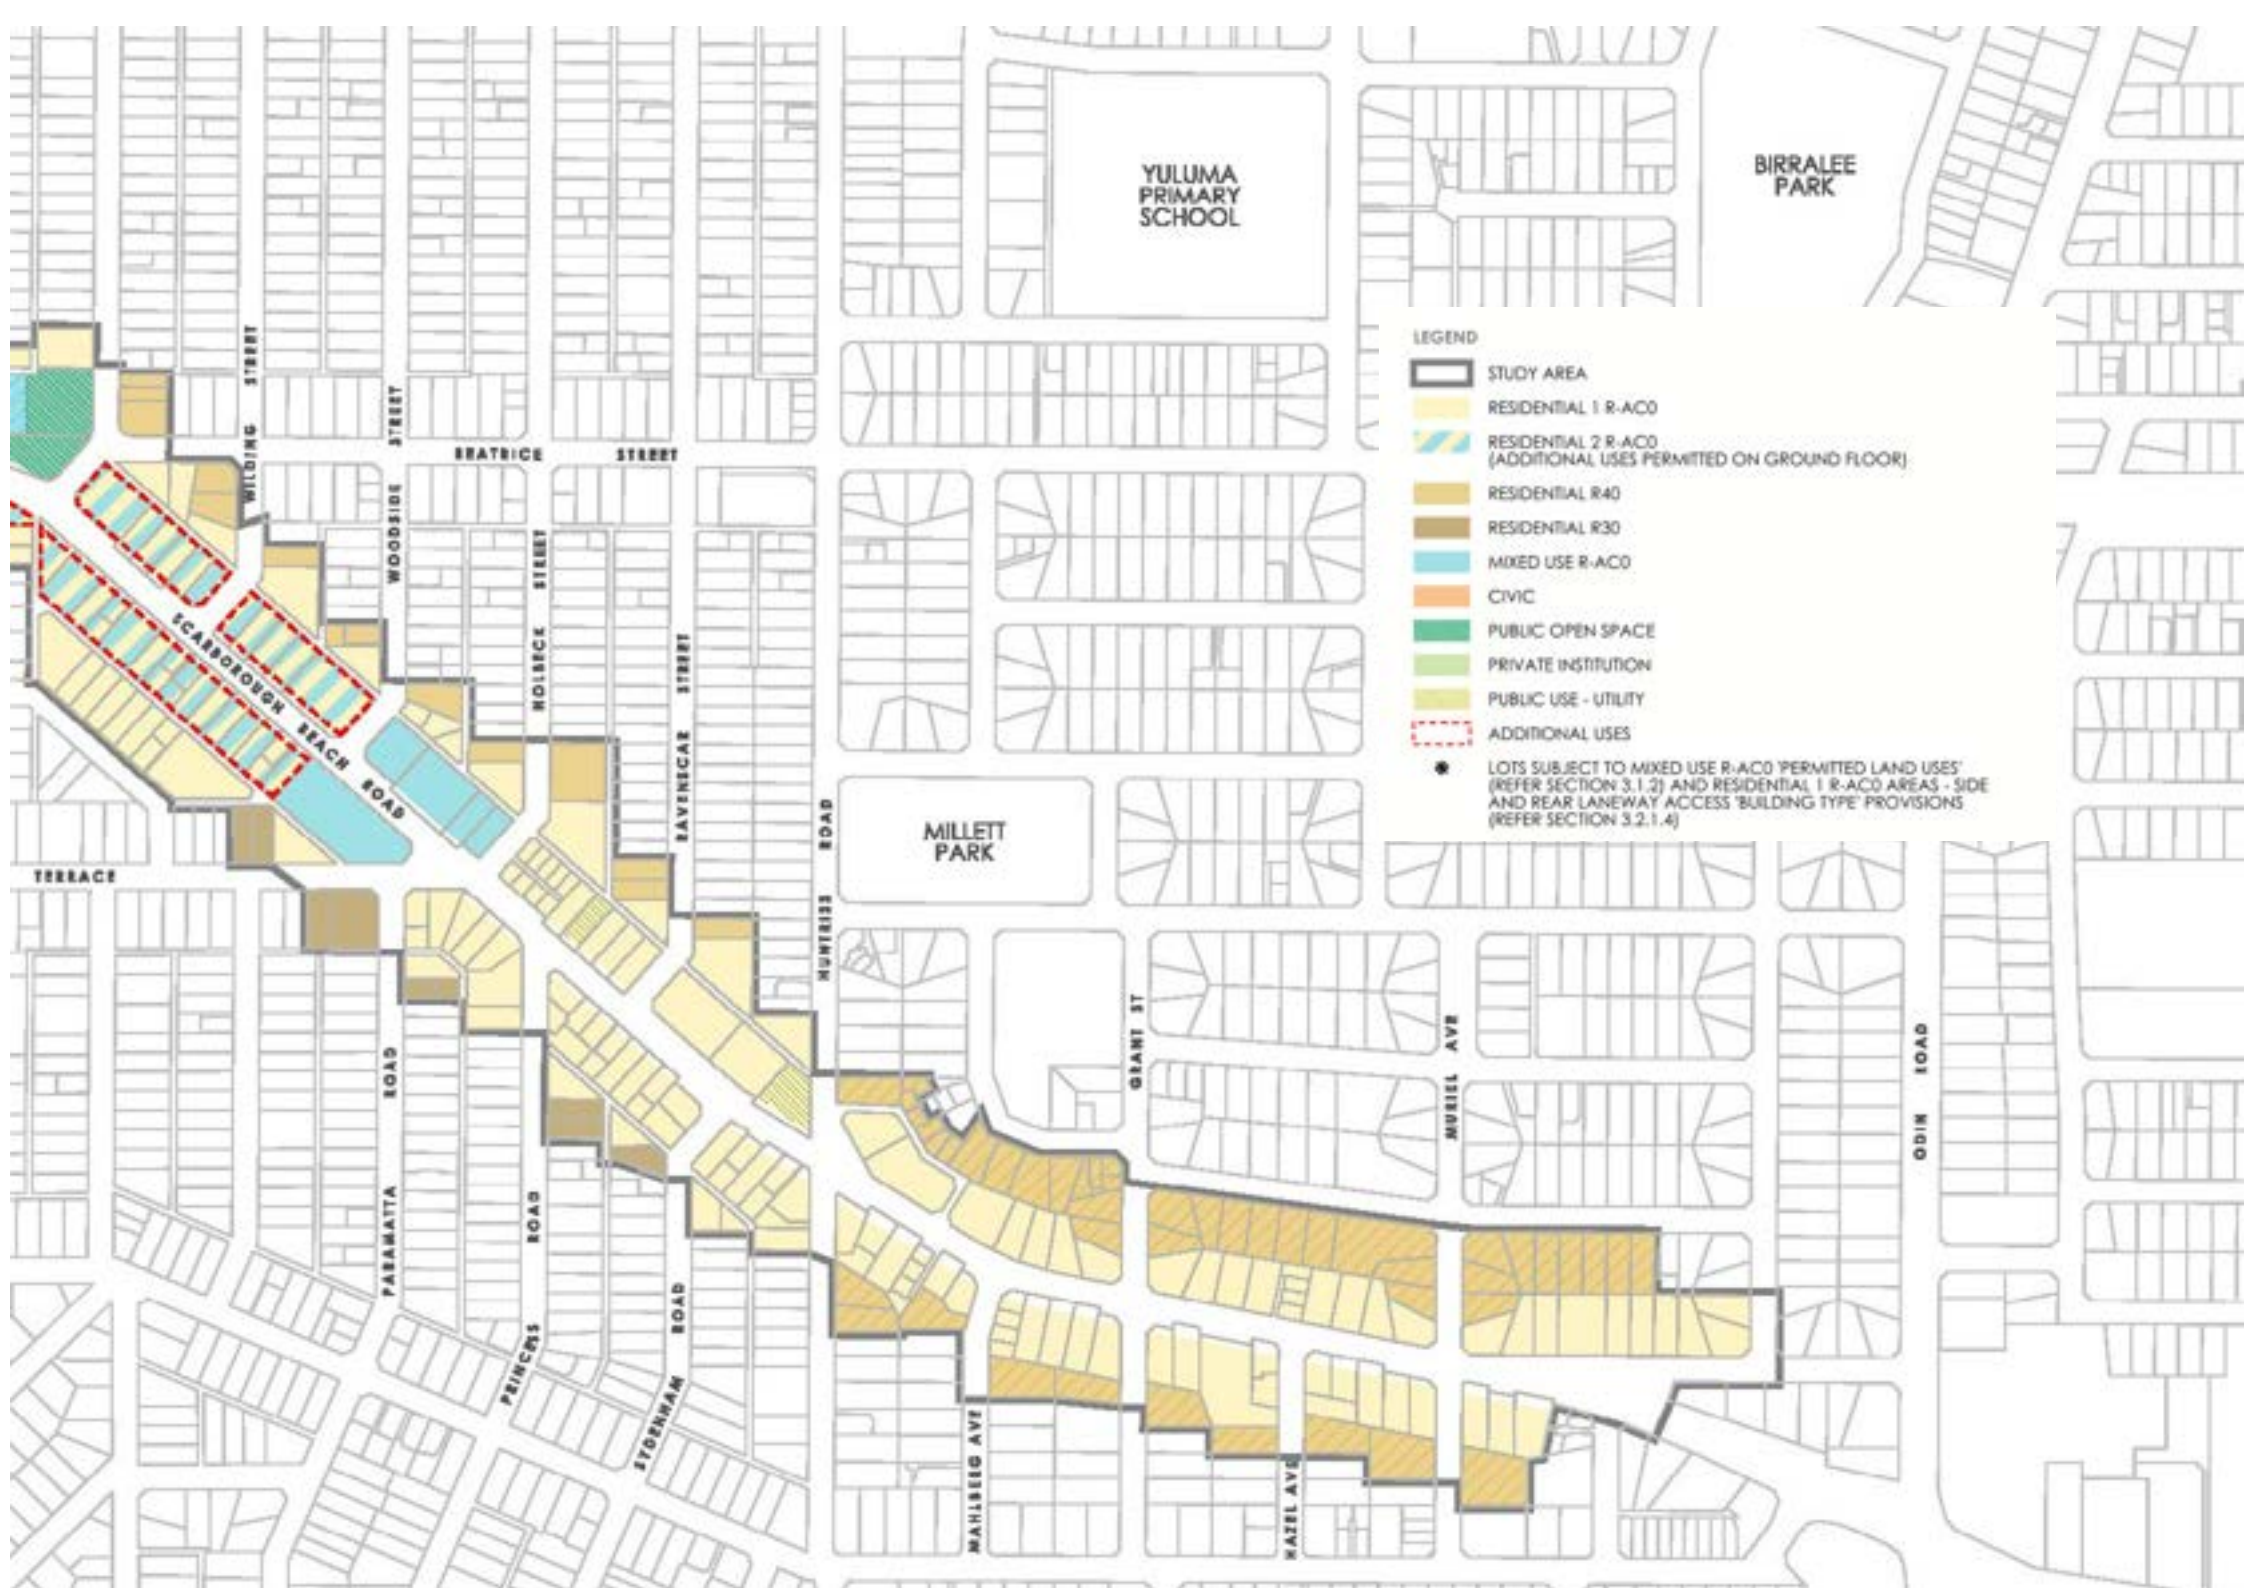 YULUMA
PRIMARY
SCHOOL
BIRRALEE
PARK
LEGEND
STUDY AREA
RESIDENTIAL 1 R-AC0
RESIDENTIAL 2 R-AC0
(ADDITIONAL USES PERMITTED ON GROUND FLOOR)
RESIDENTIAL R40
RESIDENTIAL R30
MIXED USE R-AC0
CIVIC
PUBLIC OPEN SPACE
PRIVATE INSTITUTION
PUBLIC USE - UTILITY
ADDITIONAL USES
LOTS SUBJECT TO MIXED USE R-AC0 'PERMITTED LAND USES'
(REFER SECTION 3.1.2) AND RESIDENTIAL 1 R-AC0 AREAS - SIDE
AND REAR LANEWAY ACCESS 'BUILDING TYPE' PROVISIONS
(REFER SECTION 3.2.1.4)
WILDING STREET
WOODSIDE STREET
BEATRICE STREET
HOLBECK STREET
RAVENSCAR STREET
HUNTRISS ROAD
SCARBOROUGH BEACH ROAD
MILLETT
PARK
TERRACE
GRANT ST
MURIEL AVE
ODIN ROAD
PARAMATTA ROAD
PRINCESS ROAD
SYDENHAM ROAD
MAHLBERG AVE
HAZEL AVE